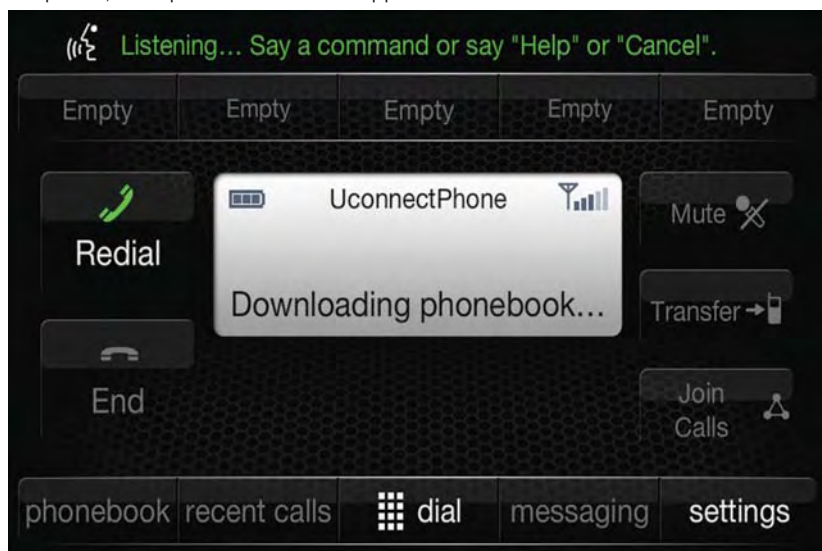 Listening... Say a command or say "Help" or "Cancel".
Empty Empty Empty Empty Empty
UconnectPhone
Redial
Mute
Downloading phonebook...
Transfer
End
Join
Calls
phonebook recent calls dial messaging settings